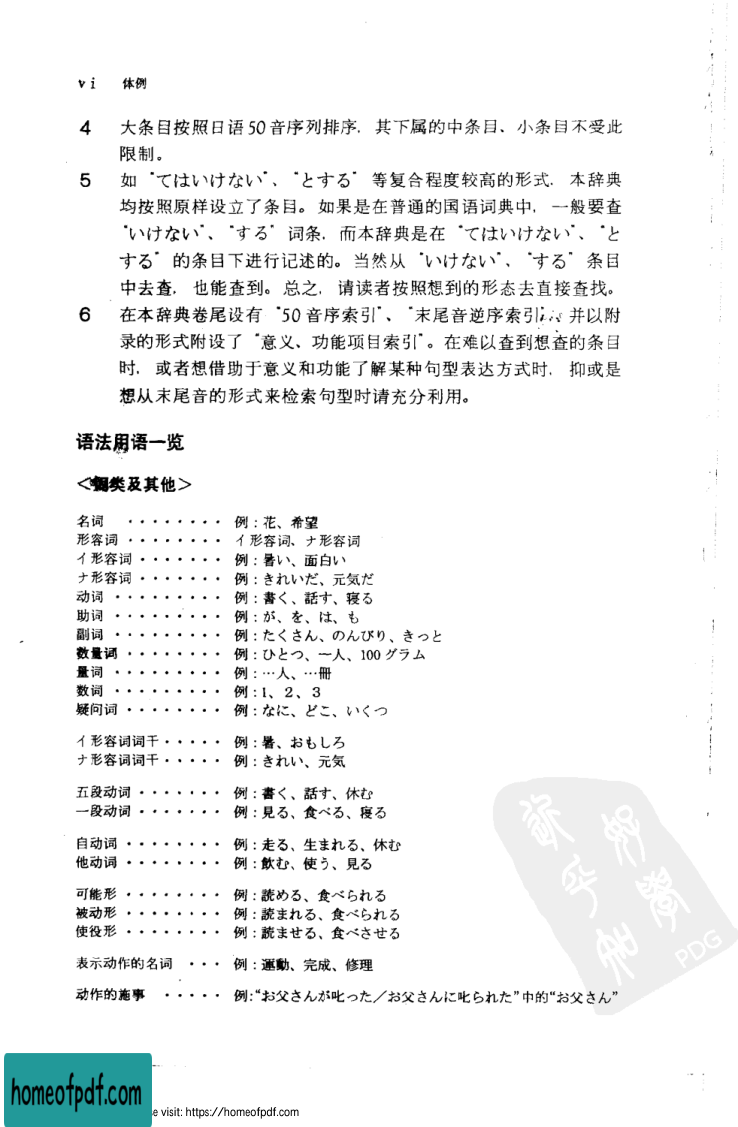 vi 体例
4 大条目按照日语50音序列排序，其下属的中条目、小条目不受此
限制。
5 如“てはいけない”、“とする”等复合程度较高的形式，本辞典
均按照原样设立了条目。如果是在普通的国语词典中，一般要查
“いけない”、“する”词条，而本辞典是在“てはいけない”、“と
する”的条目下进行记述的。当然从“いけない”、“する”条目
中去查，也能查到。总之，请读者按照想到的形态去直接查找。
6 在本辞典卷尾设有“50音序索引”、“末尾音逆序索引”，并以附
录的形式附设了“意义、功能项目索引”。在难以查到想查的条目
时，或者想借助于意义和功能了解某种句型表达方式时，抑或是
想从末尾音的形式来检索句型时请充分利用。
语法用语一览
＜词类及其他＞
名词 ········ 例：花、希望
形容词 ········ イ形容词、ナ形容词
イ形容词 ······· 例：暑い、面白い
ナ形容词 ······· 例：きれいだ、元気だ
动词 ········· 例：書く、話す、寝る
助词 ········· 例：が、を、は、も
副词 ········· 例：たくさん、のんびり、きっと
数量词 ········ 例：ひとつ、一人、100グラム
量词 ········· 例：…人、…冊
数词 ········· 例：1、2、3
疑问词 ········ 例：なに、どこ、いくつ
イ形容词词干 ····· 例：暑、おもしろ
ナ形容词词干 ····· 例：きれい、元気
五段动词 ······· 例：書く、話す、休む
一段动词 ······· 例：見る、食べる、寝る
自动词 ········ 例：走る、生まれる、休む
他动词 ········ 例：飲む、使う、見る
可能形 ········ 例：読める、食べられる
被动形 ········ 例：読まれる、食べられる
使役形 ········ 例：読ませる、食べさせる
表示动作的名词 ··· 例：運動、完成、修理
动作的施事 ····· 例：“お父さんが叱った／お父さんに叱られた”中的“お父さん”
PDG
homeofpdf.com
e visit: https://homeofpdf.com